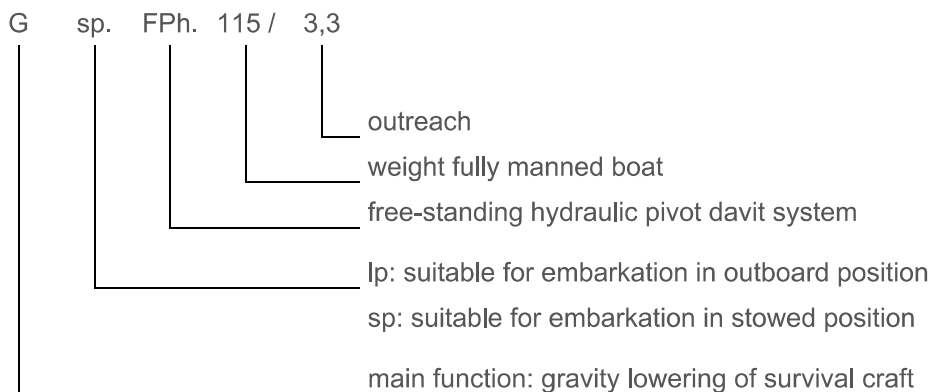 G sp. FPh. 115 / 3,3
outreach
weight fully manned boat
free-standing hydraulic pivot davit system
lp: suitable for embarkation in outboard position
sp: suitable for embarkation in stowed position
main function: gravity lowering of survival craft